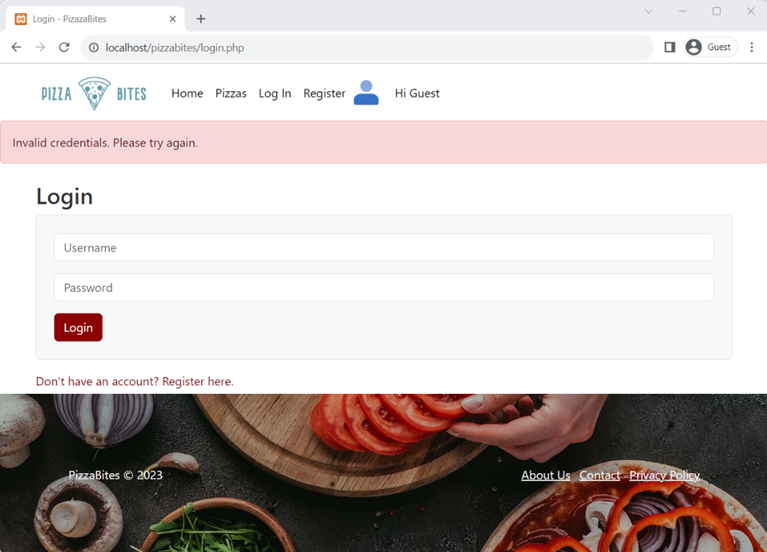 Login - PizazaBites
localhost/pizzabites/login.php
Guest
PIZZA BITES
Home Pizzas Log In Register Hi Guest
Invalid credentials. Please try again.
Login
Username
Password
Login
Don't have an account? Register here.
PizzaBites © 2023 About Us Contact Privacy Policy